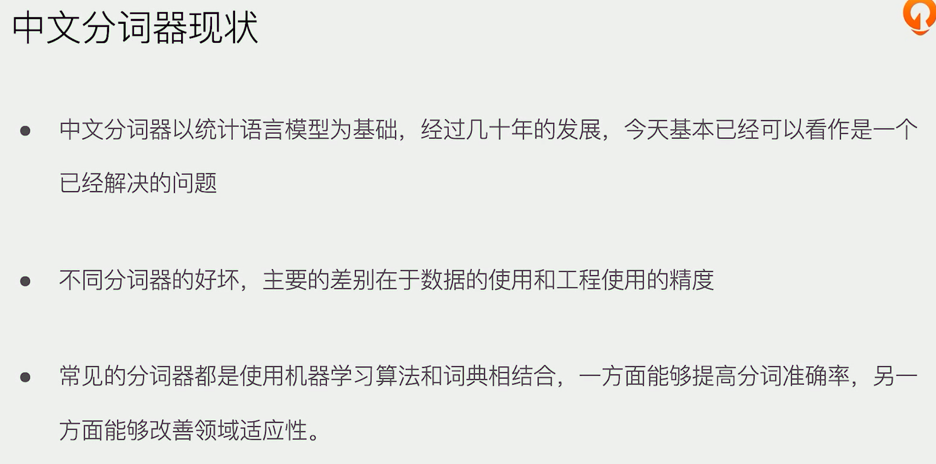 中文分词器现状
● 中文分词器以统计语言模型为基础，经过几十年的发展，今天基本已经可以看作是一个
已经解决的问题
● 不同分词器的好坏，主要的差别在于数据的使用和工程使用的精度
● 常见的分词器都是使用机器学习算法和词典相结合，一方面能够提高分词准确率，另一
方面能够改善领域适应性。